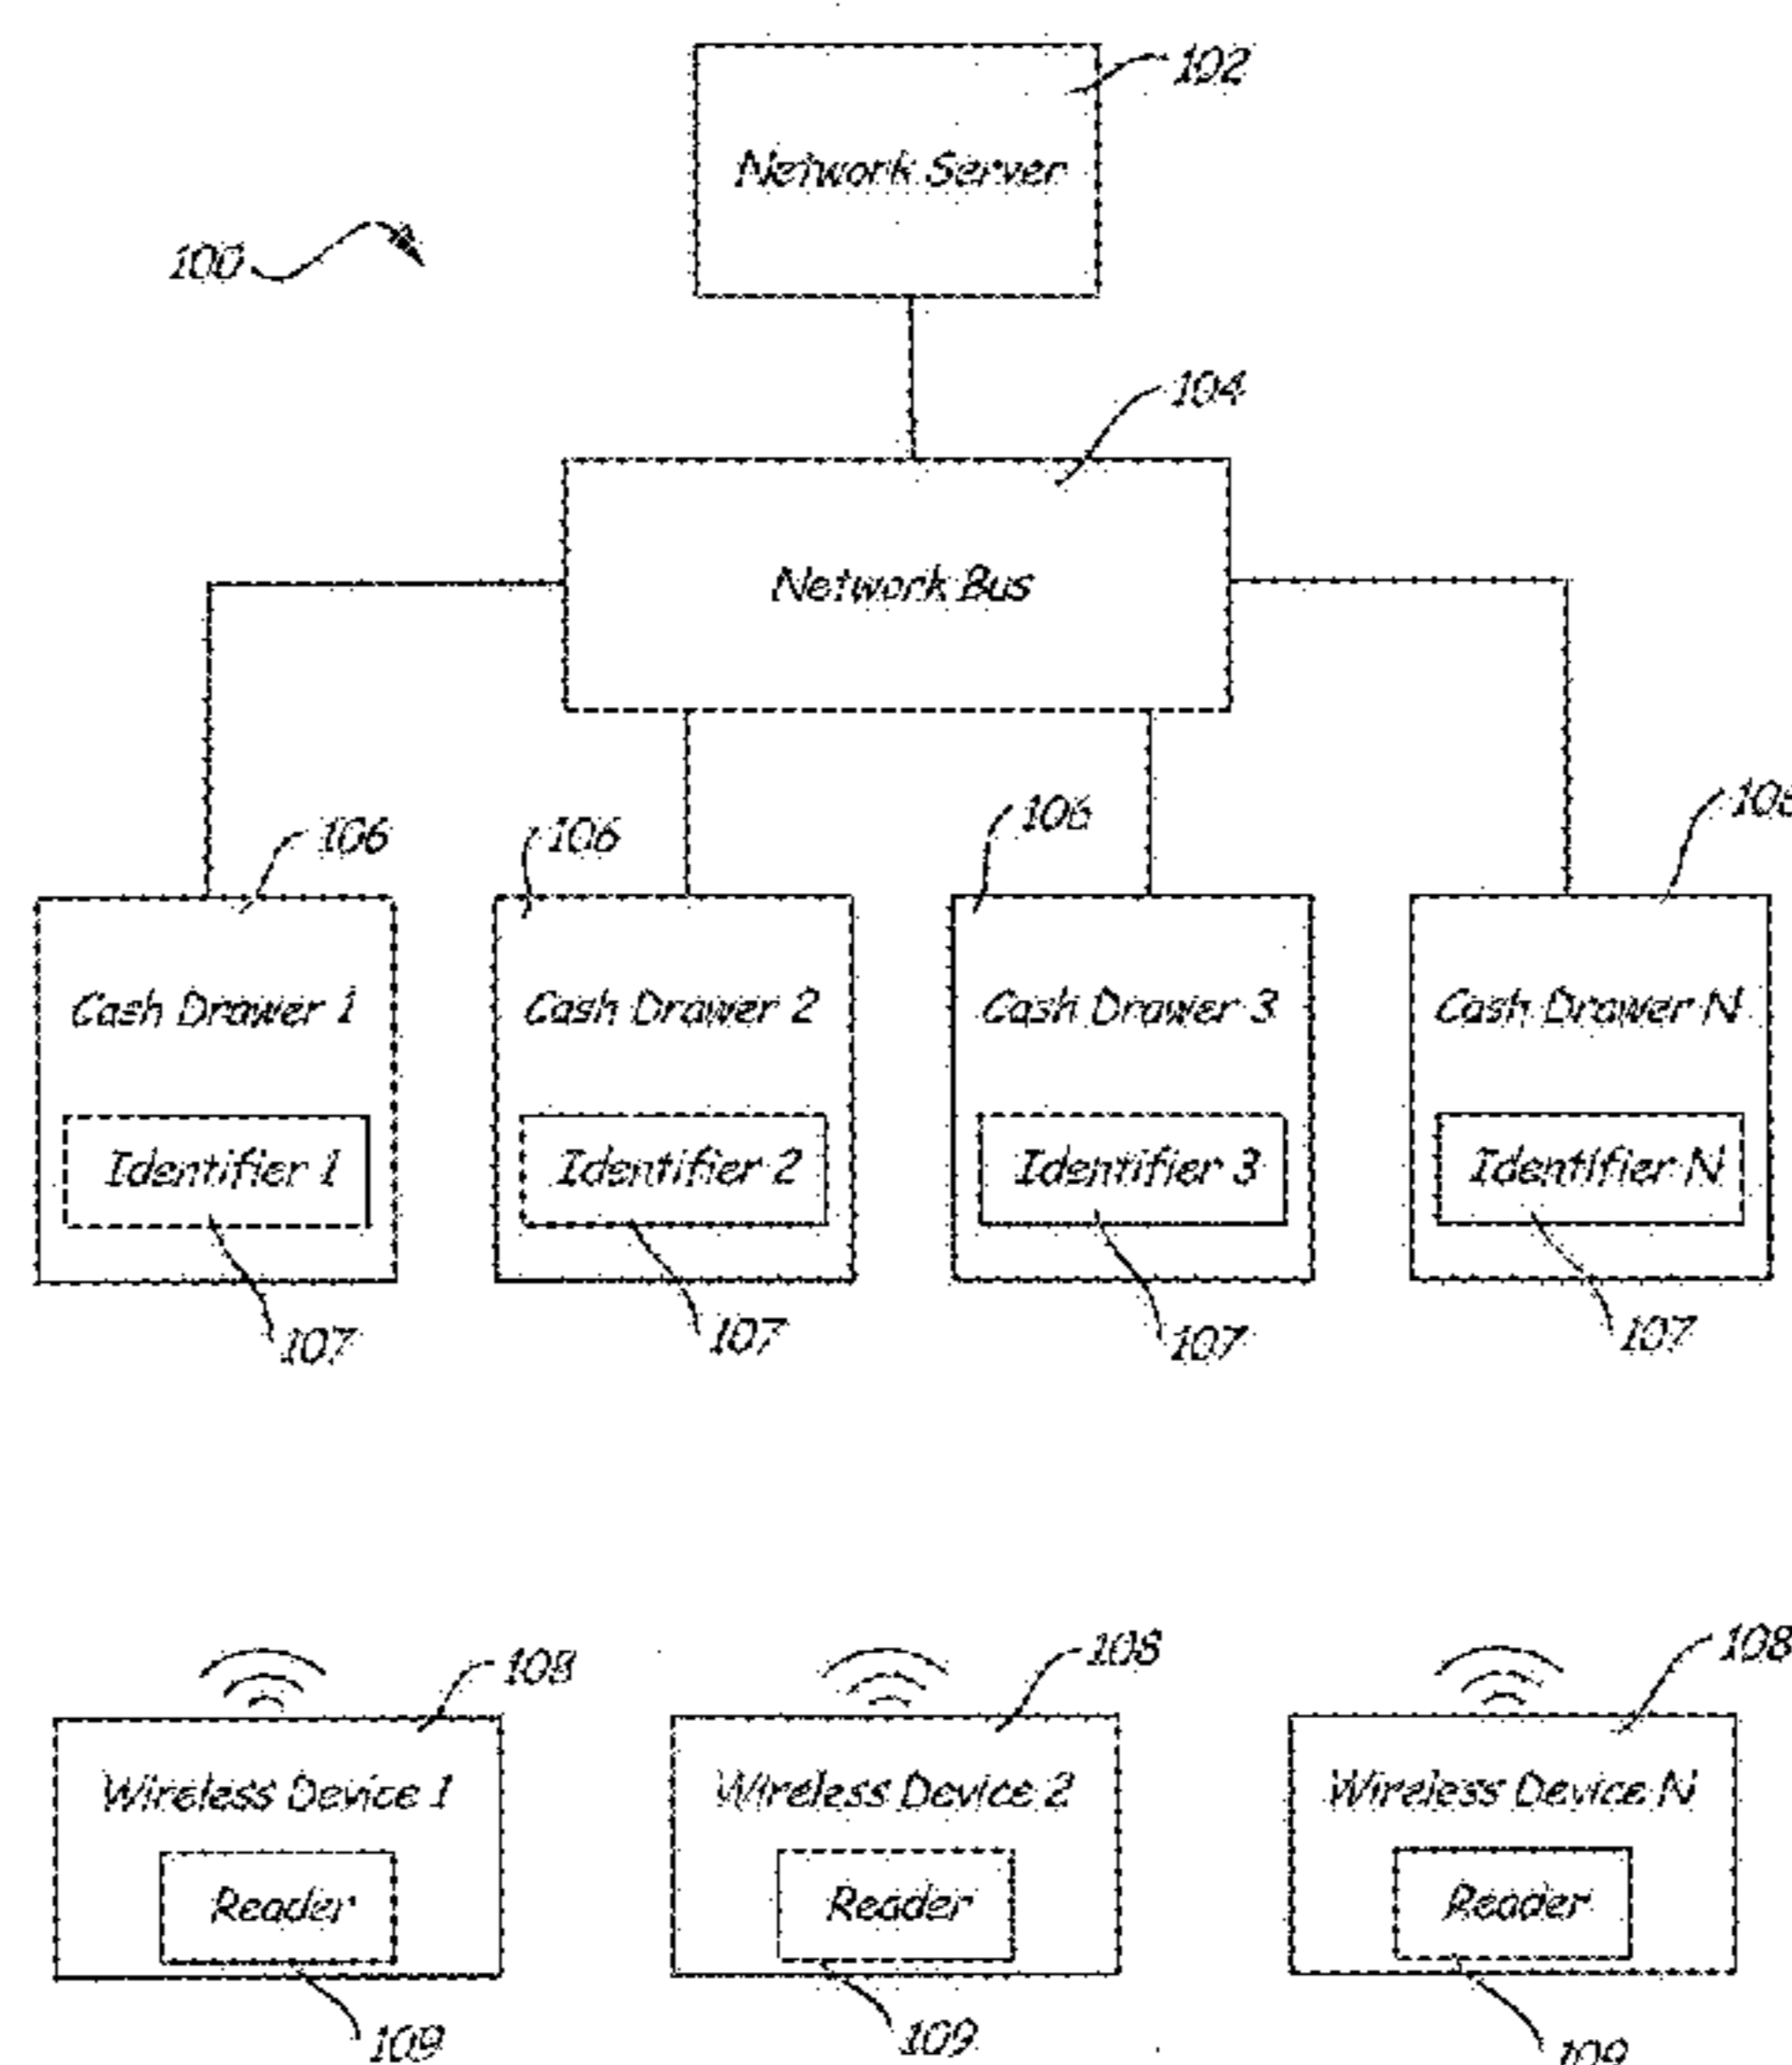 102
Network Server
100
104
Network Bus
106 106 106
Cash Drawer 1 Cash Drawer 2 Cash Drawer 3 Cash Drawer N
Identifier 1 Identifier 2 Identifier 3 Identifier N
107 107 107 107
108 108 108
Wireless Device 1 Wireless Device 2 Wireless Device N
Reader Reader Reader
109 109 109